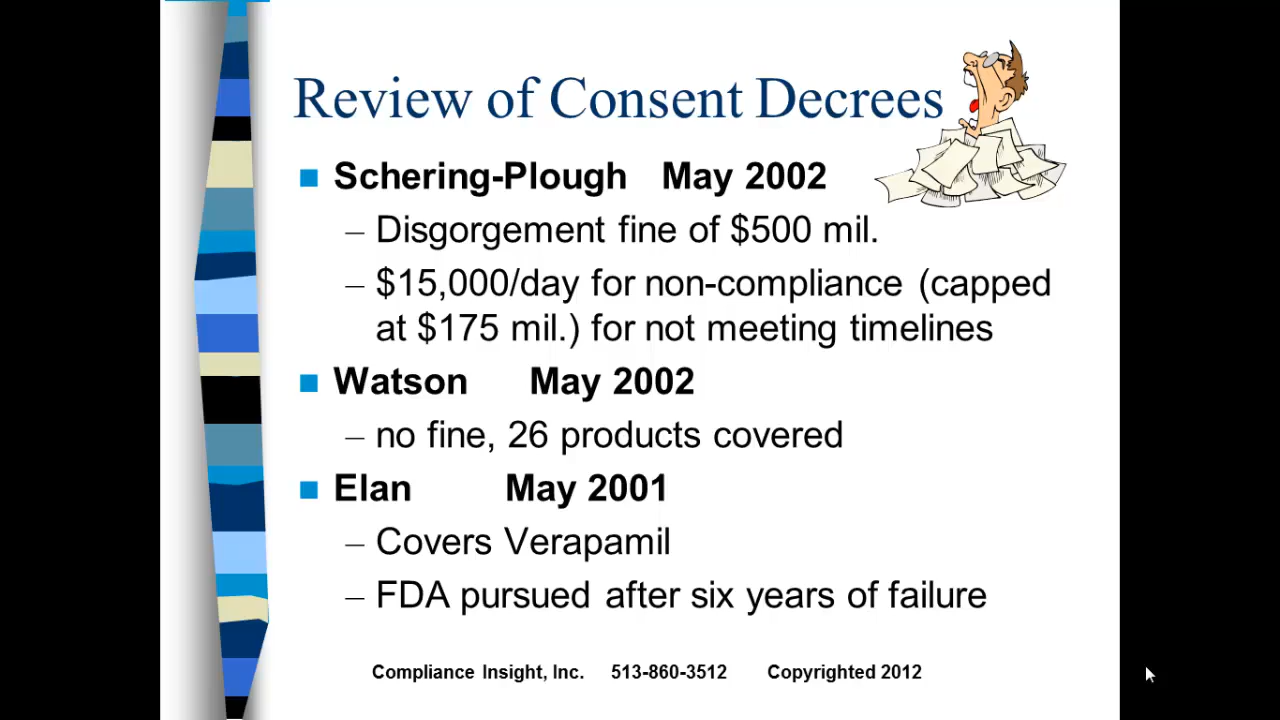 Review of Consent Decrees
Schering-Plough May 2002
– Disgorgement fine of $500 mil.
– $15,000/day for non-compliance (capped
at $175 mil.) for not meeting timelines
Watson May 2002
– no fine, 26 products covered
Elan May 2001
– Covers Verapamil
– FDA pursued after six years of failure
Compliance Insight, Inc. 513-860-3512 Copyrighted 2012